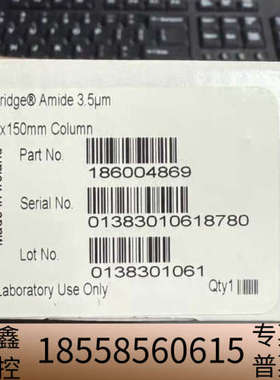 ridge® Amide 3.5µm
x150mm Column
Part No.
186004869
Serial No.
01383010618780
Lot No.
0138301061
Laboratory Use Only
Qty1
鑫
控
18558560615
专
普